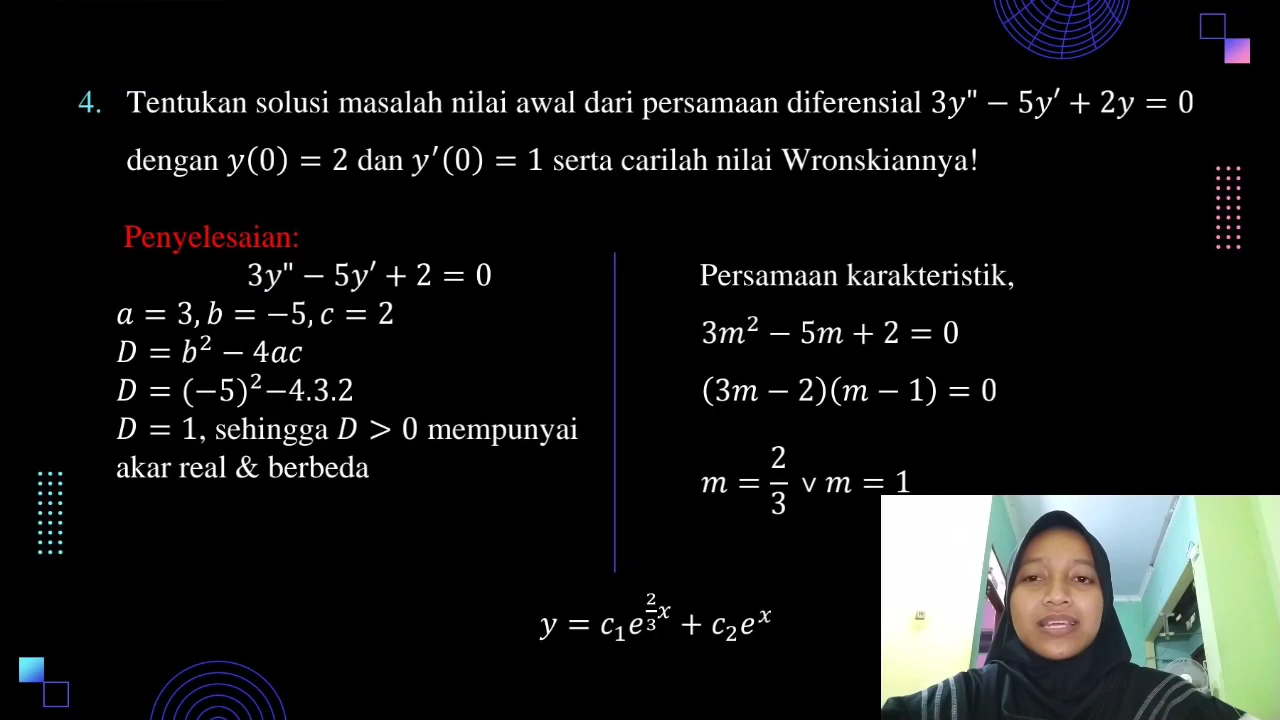 4. Tentukan solusi masalah nilai awal dari persamaan diferensial 3y" − 5y′ + 2y = 0
dengan y(0) = 2 dan y′(0) = 1 serta carilah nilai Wronskiannya!
Penyelesaian:
3y" − 5y′ + 2 = 0
a = 3, b = −5, c = 2
D = b² − 4ac
D = (−5)²−4.3.2
D = 1, sehingga D > 0 mempunyai
akar real & berbeda
Persamaan karakteristik,
3m² − 5m + 2 = 0
(3m − 2)(m − 1) = 0
m = 2/3 ∨ m = 1
y = c₁e^(2/3 x) + c₂e^x